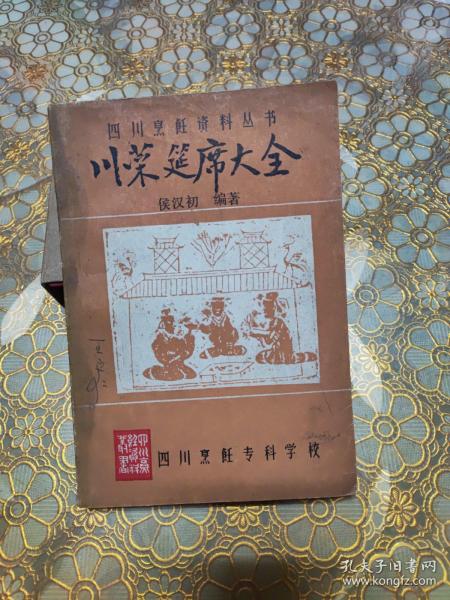 四川烹饪资料丛书
川菜筵席大全
侯汉初 编著
四川烹饪专科学校
孔夫子旧书网
www.kongfz.com